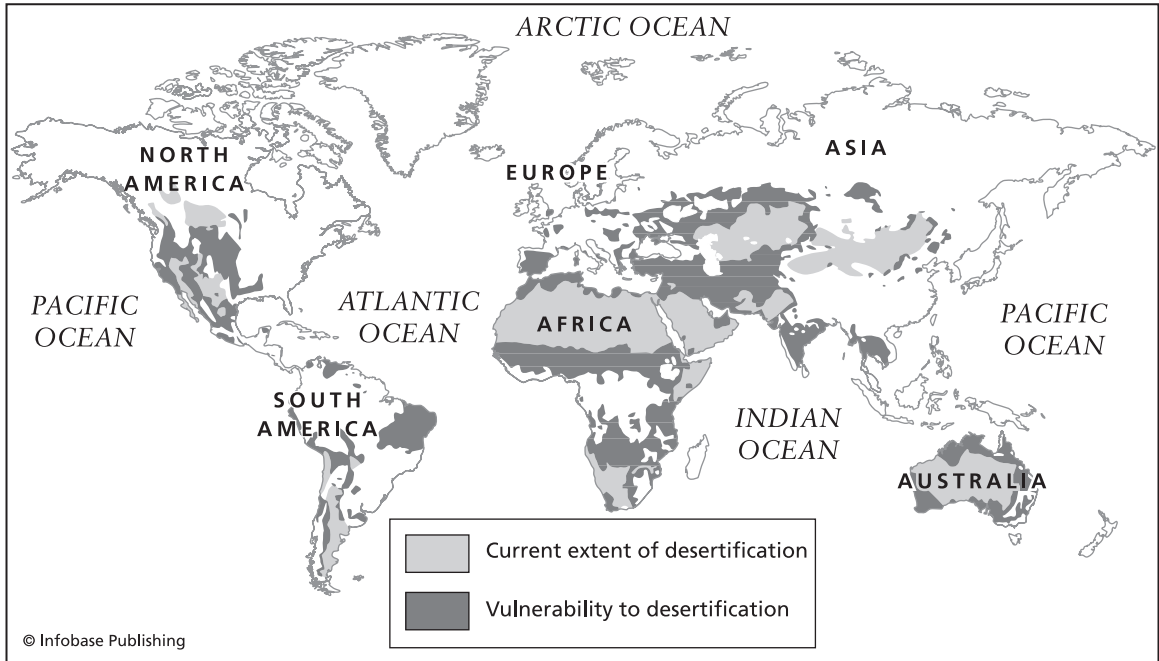 ARCTIC OCEAN
NORTH
AMERICA
EUROPE
ASIA
PACIFIC
OCEAN
ATLANTIC
OCEAN
AFRICA
PACIFIC
OCEAN
SOUTH
AMERICA
INDIAN
OCEAN
AUSTRALIA
Current extent of desertification
Vulnerability to desertification
© Infobase Publishing